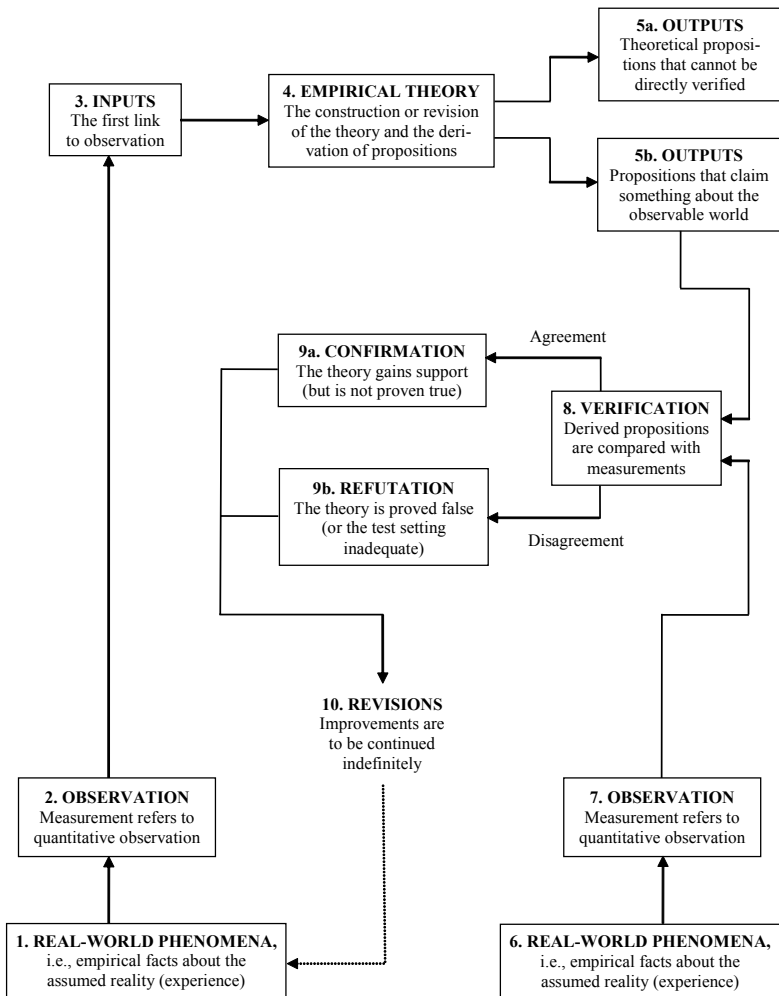 5a. OUTPUTS
Theoretical proposi-
tions that cannot be
directly verified
3. INPUTS
The first link
to observation
4. EMPIRICAL THEORY
The construction or revision
of the theory and the deri-
vation of propositions
5b. OUTPUTS
Propositions that claim
something about the
observable world
9a. CONFIRMATION
The theory gains support
(but is not proven true)
Agreement
8. VERIFICATION
Derived propositions
are compared with
measurements
9b. REFUTATION
The theory is proved false
(or the test setting
inadequate)
Disagreement
10. REVISIONS
Improvements are
to be continued
indefinitely
2. OBSERVATION
Measurement refers to
quantitative observation
7. OBSERVATION
Measurement refers to
quantitative observation
1. REAL-WORLD PHENOMENA,
i.e., empirical facts about the
assumed reality (experience)
6. REAL-WORLD PHENOMENA,
i.e., empirical facts about the
assumed reality (experience)